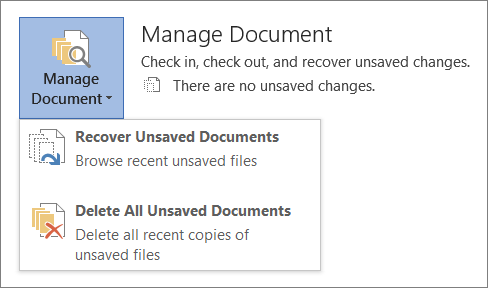 Manage
Document
Manage Document
Check in, check out, and recover unsaved changes.
There are no unsaved changes.
Recover Unsaved Documents
Browse recent unsaved files
Delete All Unsaved Documents
Delete all recent copies of
unsaved files